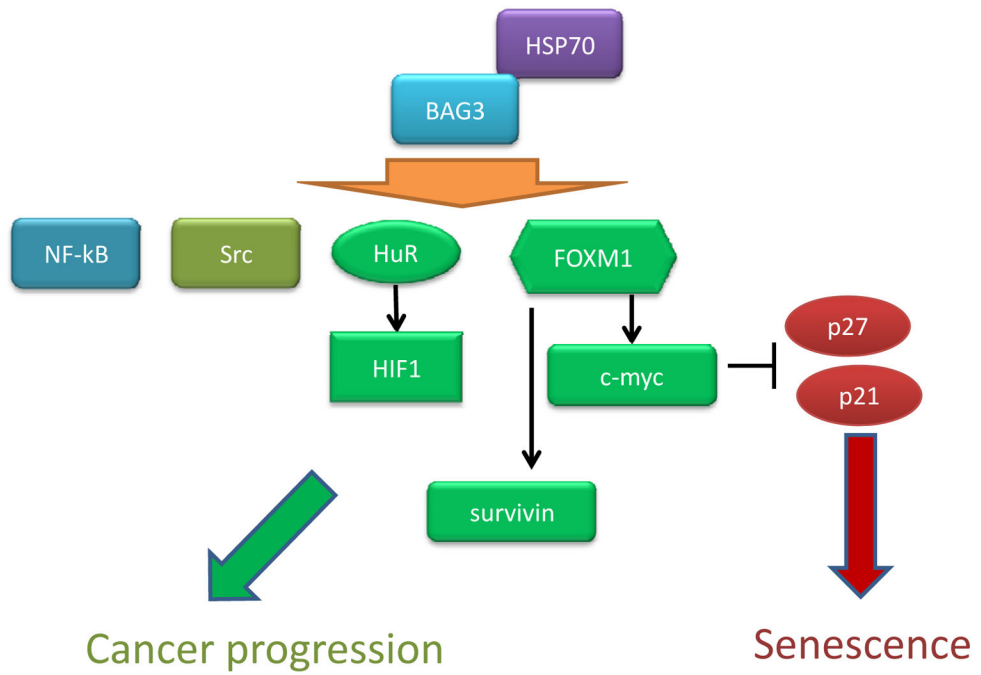 HSP70
BAG3
NF-kB
Src
HuR
FOXM1
p27
HIF1
c-myc
p21
survivin
Cancer progression
Senescence